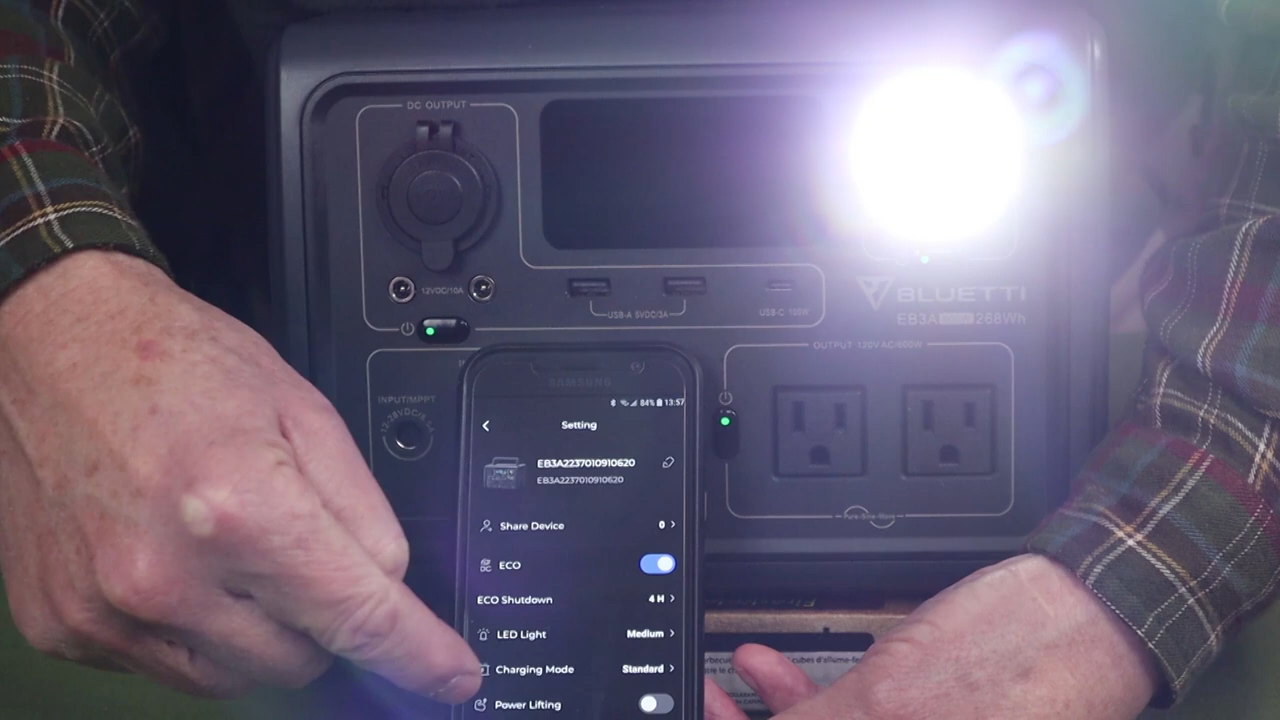 DC OUTPUT
12VDC/10A
USB-A 5VDC/3A
USB-C 100W
BLUETTI
EB3A 268Wh
OUTPUT 120V AC/600W
INPUT/MPPT
Pure Sine Wave
SAMSUNG
84% 13:57
Setting
EB3A2237010910620
EB3A2237010910620
Share Device 0
ECO
ECO Shutdown 4 H
LED Light Medium
Charging Mode Standard
Power Lifting